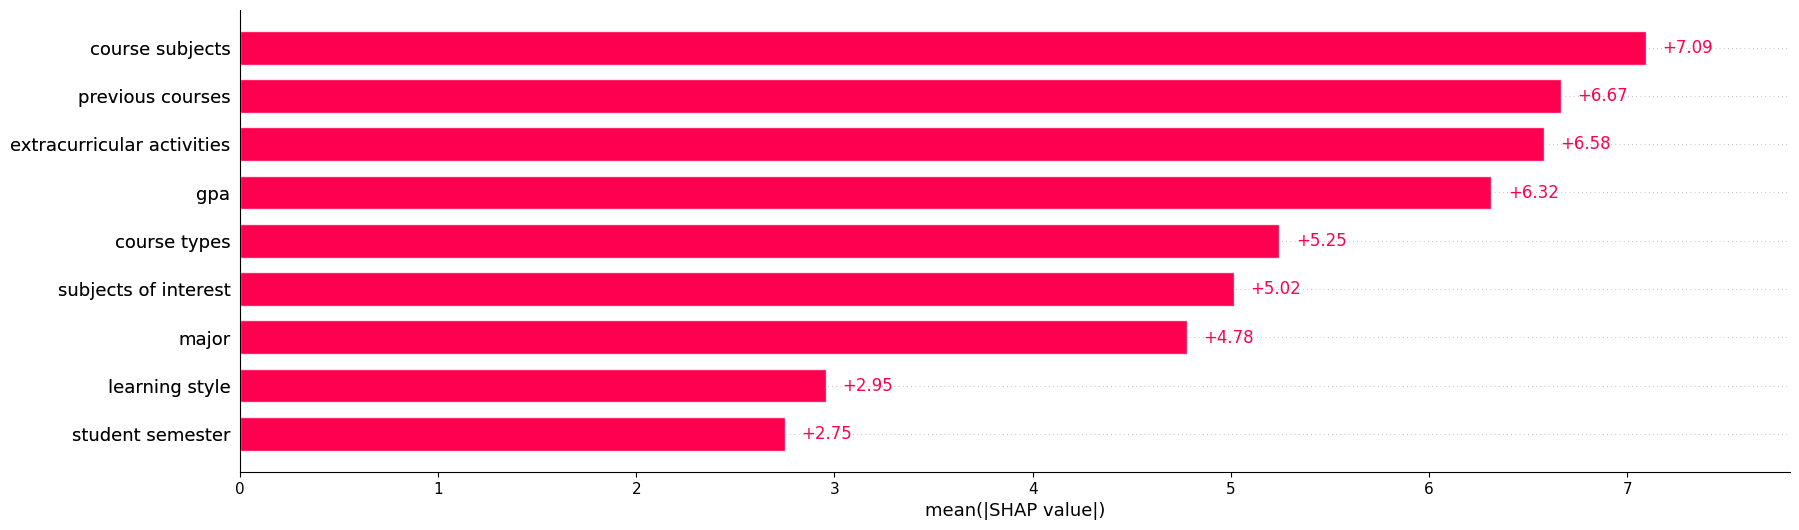 course subjects +7.09
previous courses +6.67
extracurricular activities +6.58
gpa +6.32
course types +5.25
subjects of interest +5.02
major +4.78
learning style +2.95
student semester +2.75
0 1 2 3 4 5 6 7
mean(|SHAP value|)